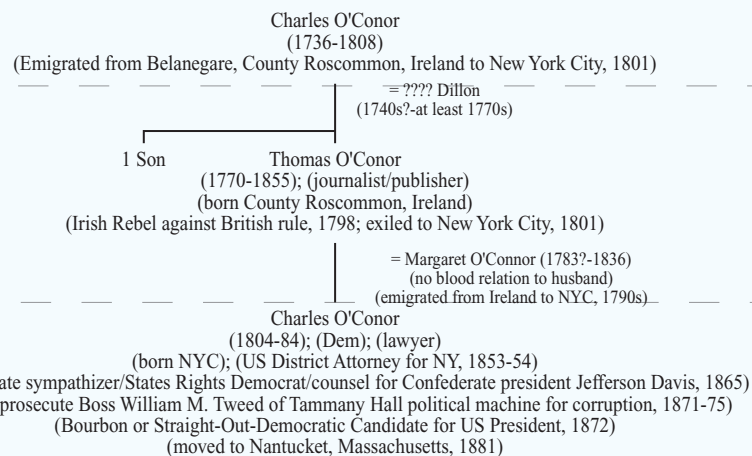 Charles O'Conor
(1736-1808)
(Emigrated from Belanegare, County Roscommon, Ireland to New York City, 1801)
= ???? Dillon
(1740s?-at least 1770s)
1 Son
Thomas O'Conor
(1770-1855); (journalist/publisher)
(born County Roscommon, Ireland)
(Irish Rebel against British rule, 1798; exiled to New York City, 1801)
= Margaret O'Connor (1783?-1836)
(no blood relation to husband)
(emigrated from Ireland to NYC, 1790s)
Charles O'Conor
(1804-84); (Dem); (lawyer)
(born NYC); (US District Attorney for NY, 1853-54)
ate sympathizer/States Rights Democrat/counsel for Confederate president Jefferson Davis, 1865)
prosecute Boss William M. Tweed of Tammany Hall political machine for corruption, 1871-75)
(Bourbon or Straight-Out-Democratic Candidate for US President, 1872)
(moved to Nantucket, Massachusetts, 1881)